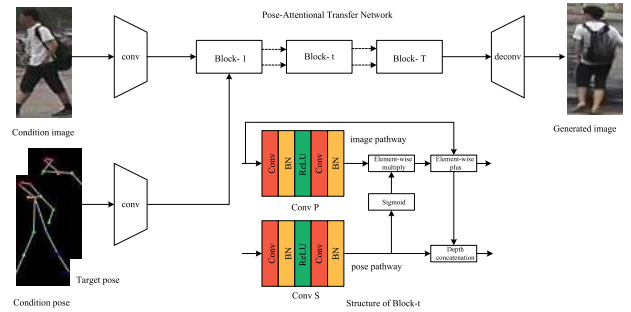 Pose-Attentional Transfer Network
conv
Block- 1
Block- t
Block- T
deconv
Condition image
Generated image
conv
Target pose
Condition pose
image pathway
Conv
BN
ReLU
Conv
BN
Element-wise
multiply
Element-wise
plus
Conv P
Sigmoid
Conv
BN
ReLU
Conv
BN
pose pathway
Depth
concatenation
Conv S
Structure of Block-t